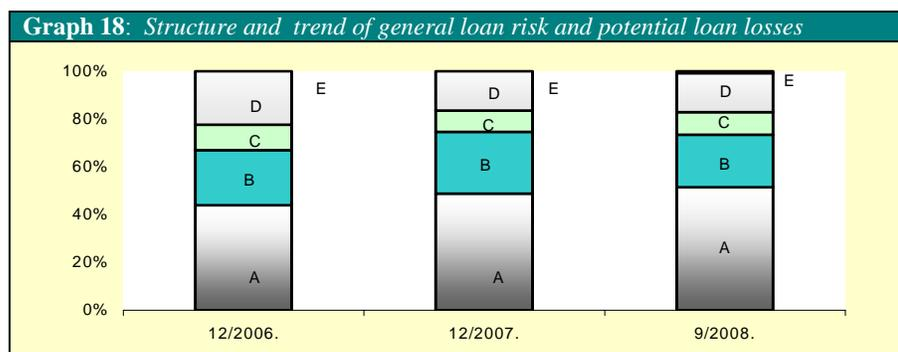 Graph 18: Structure and trend of general loan risk and potential loan losses
100%
80%
60%
40%
20%
0%
E
D
C
B
A
E
D
C
B
A
E
D
C
B
A
12/2006. 12/2007. 9/2008.